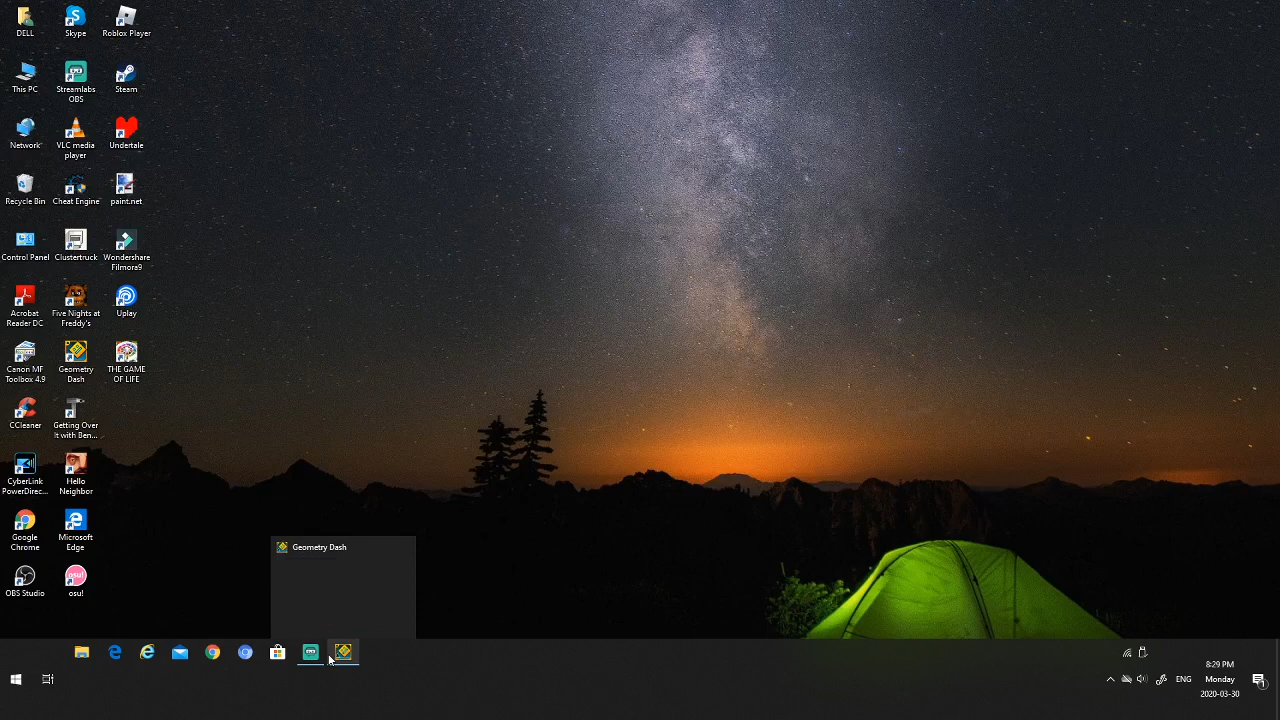 DELL
Skype
Roblox Player
This PC
Streamlabs
OBS
Steam
Network
VLC media
player
Undertale
Recycle Bin
Cheat Engine
paint.net
Control Panel
Clustertruck
Wondershare
Filmora9
Acrobat
Reader DC
Five Nights at
Freddy's
Uplay
Canon MF
Toolbox 4.9
Geometry
Dash
THE GAME
OF LIFE
CCleaner
Getting Over
It with Ben...
CyberLink
PowerDirec...
Hello
Neighbor
Google
Chrome
Microsoft
Edge
OBS Studio
osu!
Geometry Dash
8:29 PM
ENG
Monday
2020-03-30
1